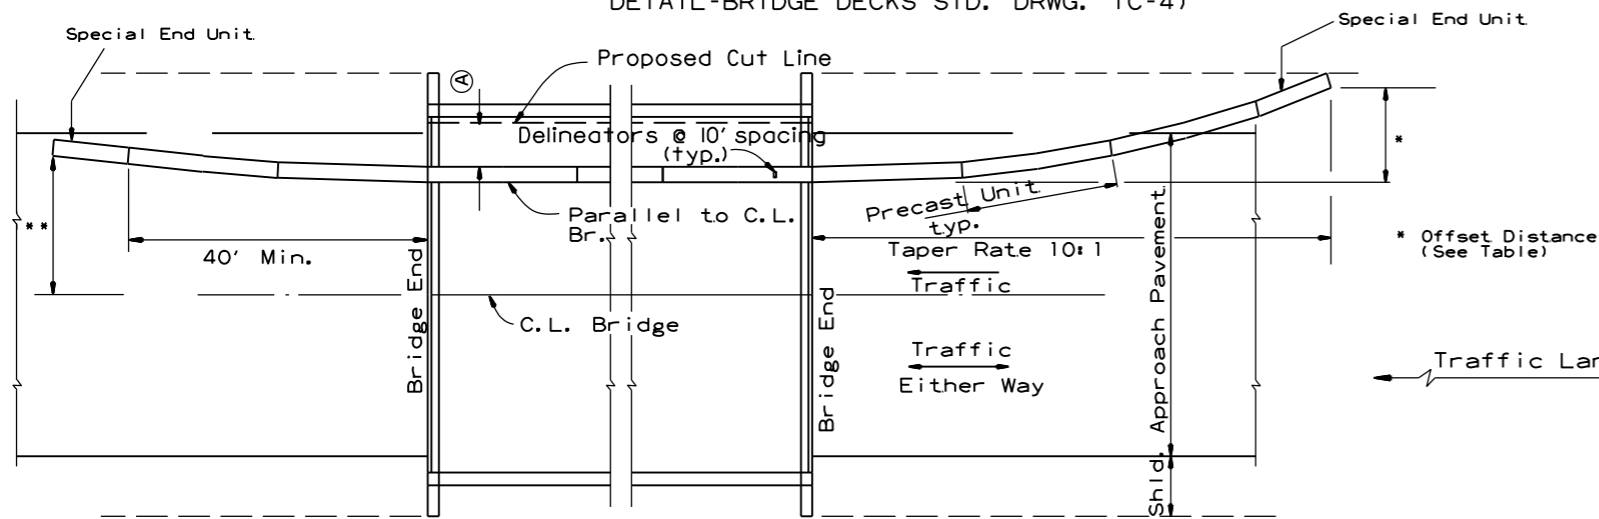 DETAIL-BRIDGE DECKS STD. DRWG. TC-4)
Special End Unit
Special End Unit
A
Proposed Cut Line
Delineators @ 10' spacing
(typ.)
*
**
Precast Unit
typ.
Parallel to C.L.
Br.
40' Min.
Taper Rate 10:1
* Offset Distance
(See Table)
Traffic
C.L. Bridge
Bridge End
Bridge End
Traffic
Either Way
Approach Pavement
Shld.
Traffic Lan